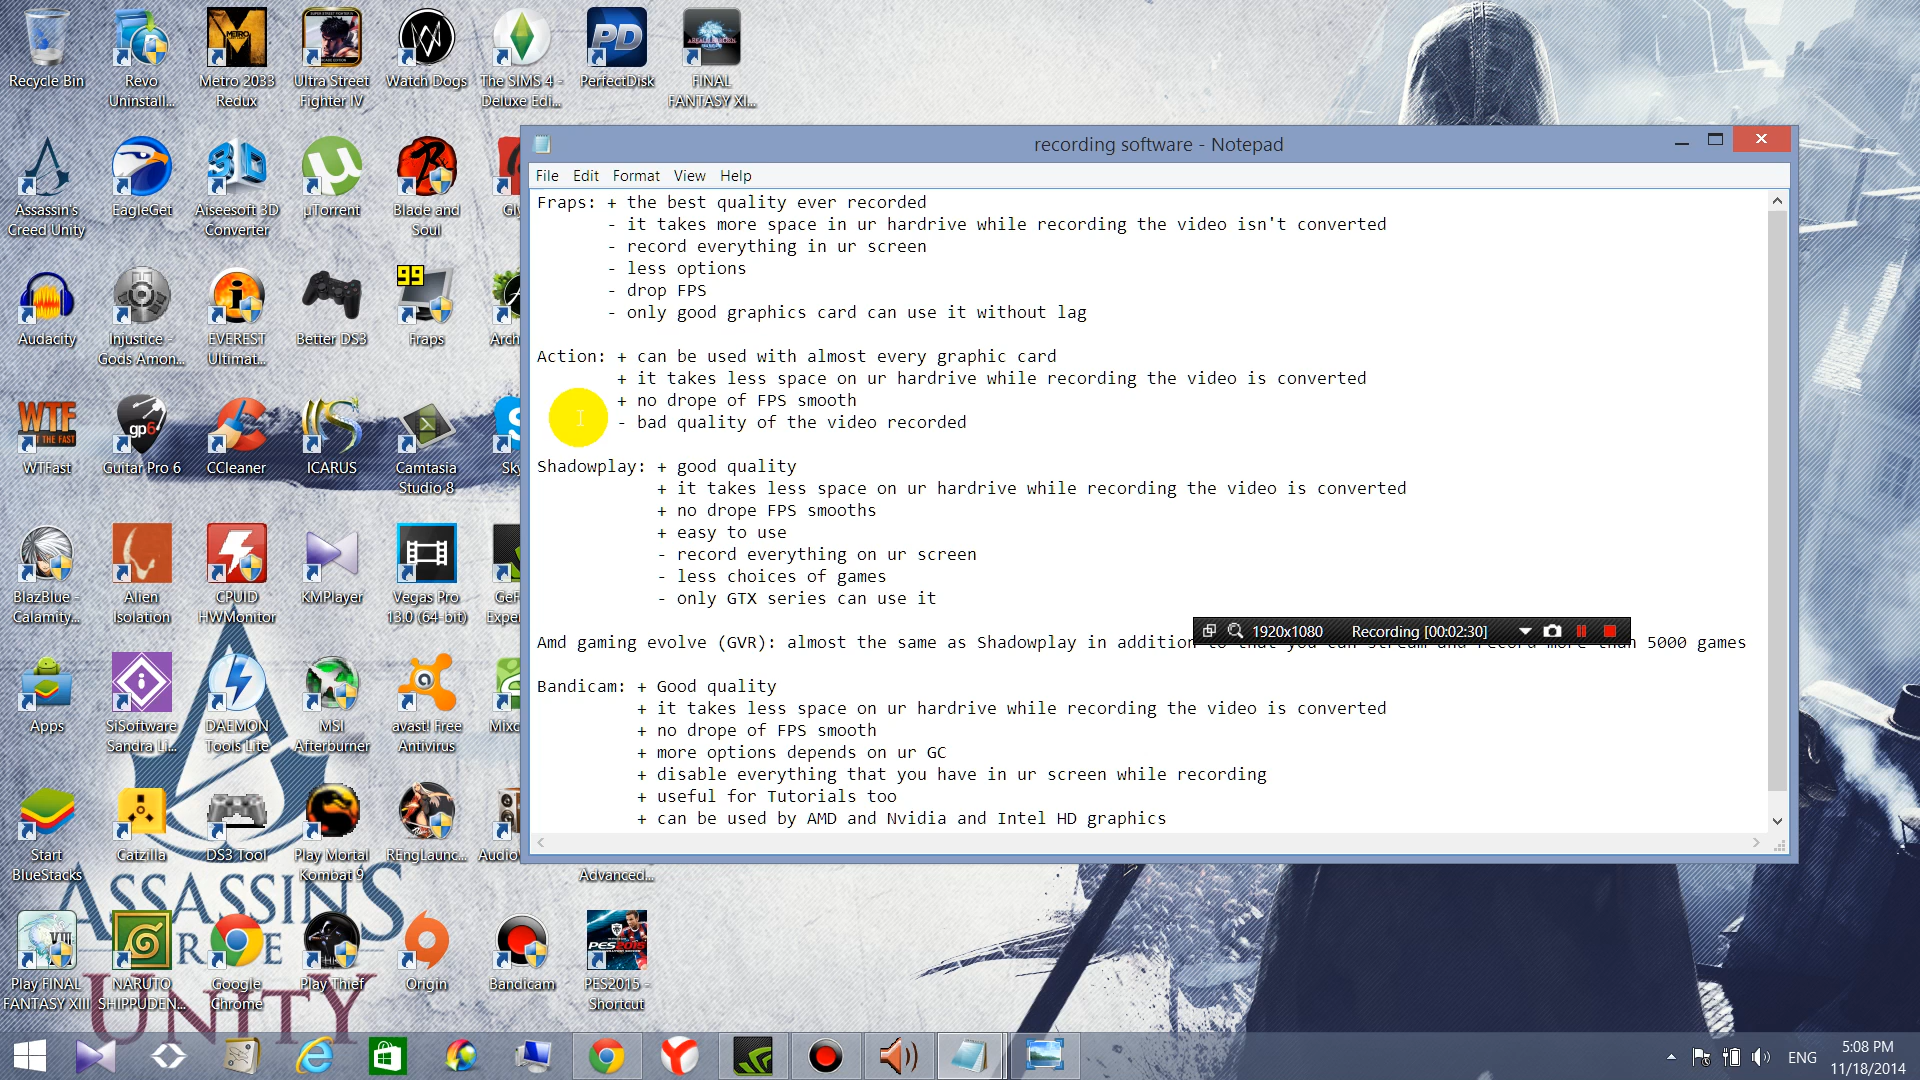 Recycle Bin
Revo
Uninstall...
Metro 2033
Redux
Ultra Street
Fighter IV
Watch Dogs
The SIMS 4 -
Deluxe Edi...
PerfectDisk
FINAL
FANTASY XI...
Assassin's
Creed Unity
EagleGet
Aiseesoft 3D
Converter
µTorrent
Blade and
Soul
Audacity
Injustice -
Gods Amon...
EVEREST
Ultimat...
Better DS3
99
Fraps
WTFast
Guitar Pro 6
CCleaner
ICARUS
Camtasia
Studio 8
BlazBlue -
Calamity...
Alien
Isolation
CPUID
HWMonitor
KMPlayer
Vegas Pro
13.0 (64-bit)
Apps
SiSoftware
Sandra Li...
DAEMON
Tools Lite
MSI
Afterburner
avast! Free
Antivirus
Start
BlueStacks
Catzilla
DS3 Tool
Play Mortal
Kombat 9
REngLaunc...
Advanced...
Play FINAL
FANTASY XIII
NARUTO
SHIPPUDEN...
Google
Chrome
Play Thief
Origin
Bandicam
PES2015 -
Shortcut
ASSASSINS
UNITY
recording software - Notepad
File Edit Format View Help
Fraps: + the best quality ever recorded
- it takes more space in ur hardrive while recording the video isn't converted
- record everything in ur screen
- less options
- drop FPS
- only good graphics card can use it without lag
Action: + can be used with almost every graphic card
+ it takes less space on ur hardrive while recording the video is converted
+ no drope of FPS smooth
- bad quality of the video recorded
Shadowplay: + good quality
+ it takes less space on ur hardrive while recording the video is converted
+ no drope FPS smooths
+ easy to use
- record everything on ur screen
- less choices of games
- only GTX series can use it
1920x1080 Recording [00:02:30]
Amd gaming evolve (GVR): almost the same as Shadowplay in addition to that you can stream and record more than 5000 games
Bandicam: + Good quality
+ it takes less space on ur hardrive while recording the video is converted
+ no drope of FPS smooth
+ more options depends on ur GC
+ disable everything that you have in ur screen while recording
+ useful for Tutorials too
+ can be used by AMD and Nvidia and Intel HD graphics
ENG
5:08 PM
11/18/2014